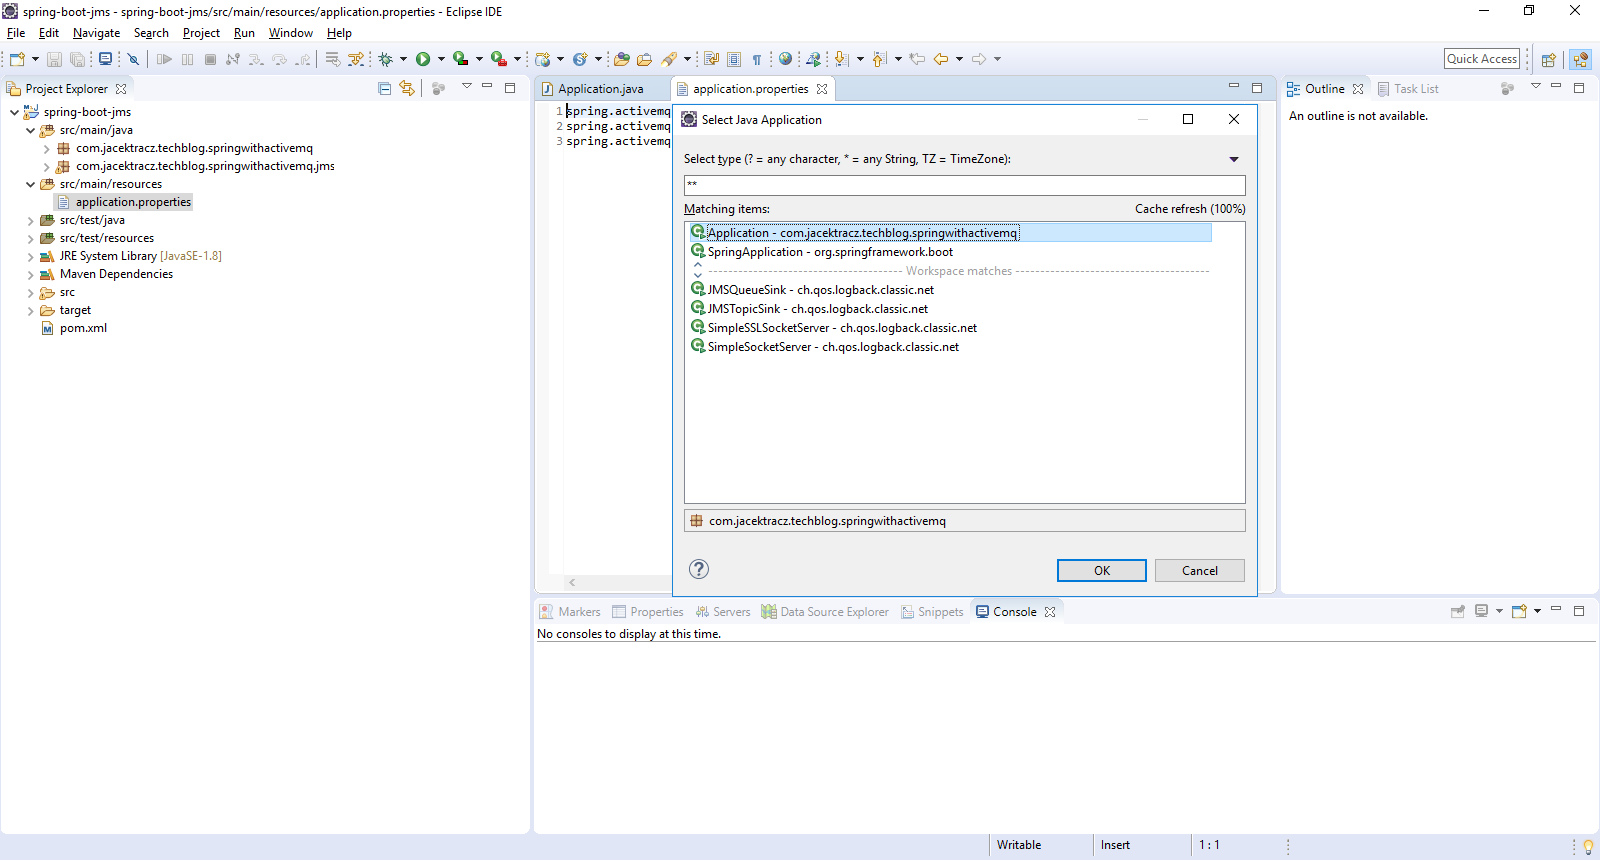 spring-boot-jms - spring-boot-jms/src/main/resources/application.properties - Eclipse IDE
File Edit Navigate Search Project Run Window Help
Quick Access
Project Explorer
spring-boot-jms
src/main/java
com.jacektracz.techblog.springwithactivemq
com.jacektracz.techblog.springwithactivemq.jms
src/main/resources
application.properties
src/test/java
src/test/resources
JRE System Library [JavaSE-1.8]
Maven Dependencies
src
target
pom.xml
Application.java application.properties
1 spring.activemq
2 spring.activemq
3 spring.activemq
Select Java Application
Select type (? = any character, * = any String, TZ = TimeZone):
**
Matching items: Cache refresh (100%)
Application - com.jacektracz.techblog.springwithactivemq
SpringApplication - org.springframework.boot
Workspace matches
JMSQueueSink - ch.qos.logback.classic.net
JMSTopicSink - ch.qos.logback.classic.net
SimpleSSLSocketServer - ch.qos.logback.classic.net
SimpleSocketServer - ch.qos.logback.classic.net
com.jacektracz.techblog.springwithactivemq
OK Cancel
Outline Task List
An outline is not available.
Markers Properties Servers Data Source Explorer Snippets Console
No consoles to display at this time.
Writable Insert 1 : 1